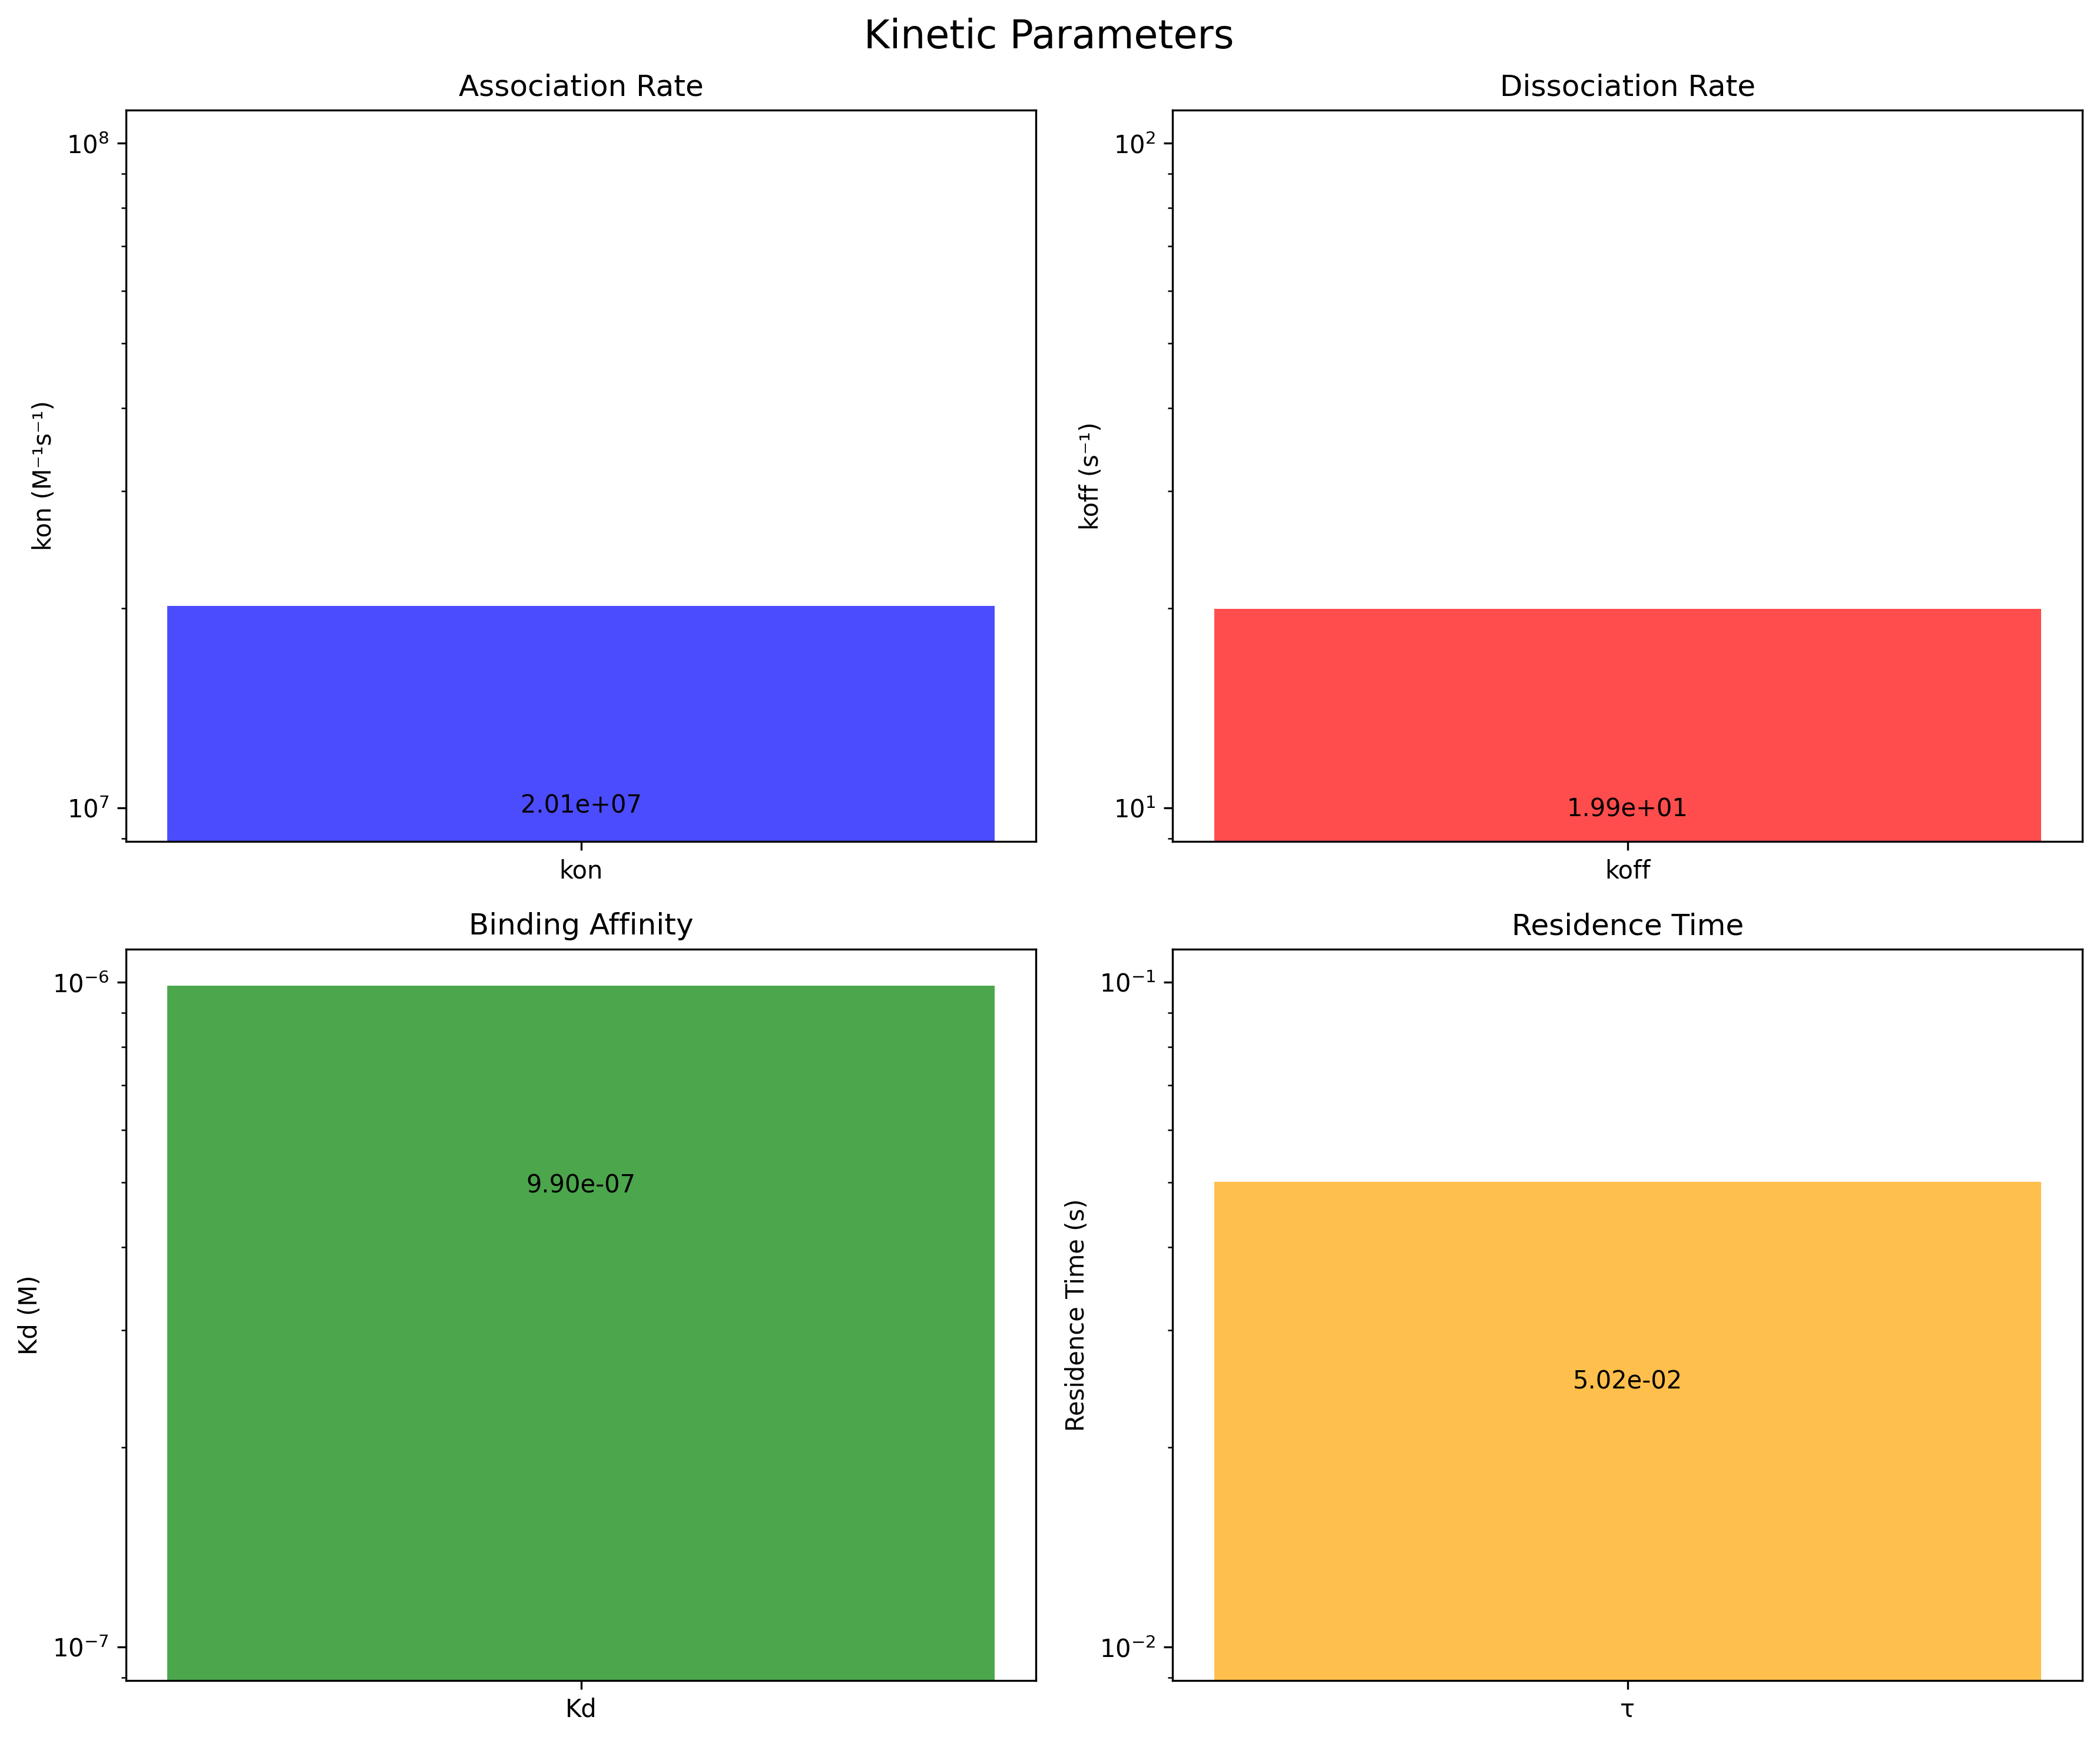 Kinetic Parameters
Association Rate
10⁸
10⁷
kon (M⁻¹s⁻¹)
2.01e+07
kon
Dissociation Rate
10²
10¹
koff (s⁻¹)
1.99e+01
koff
Binding Affinity
10⁻⁶
10⁻⁷
Kd (M)
9.90e-07
Kd
Residence Time
10⁻¹
10⁻²
Residence Time (s)
5.02e-02
τ